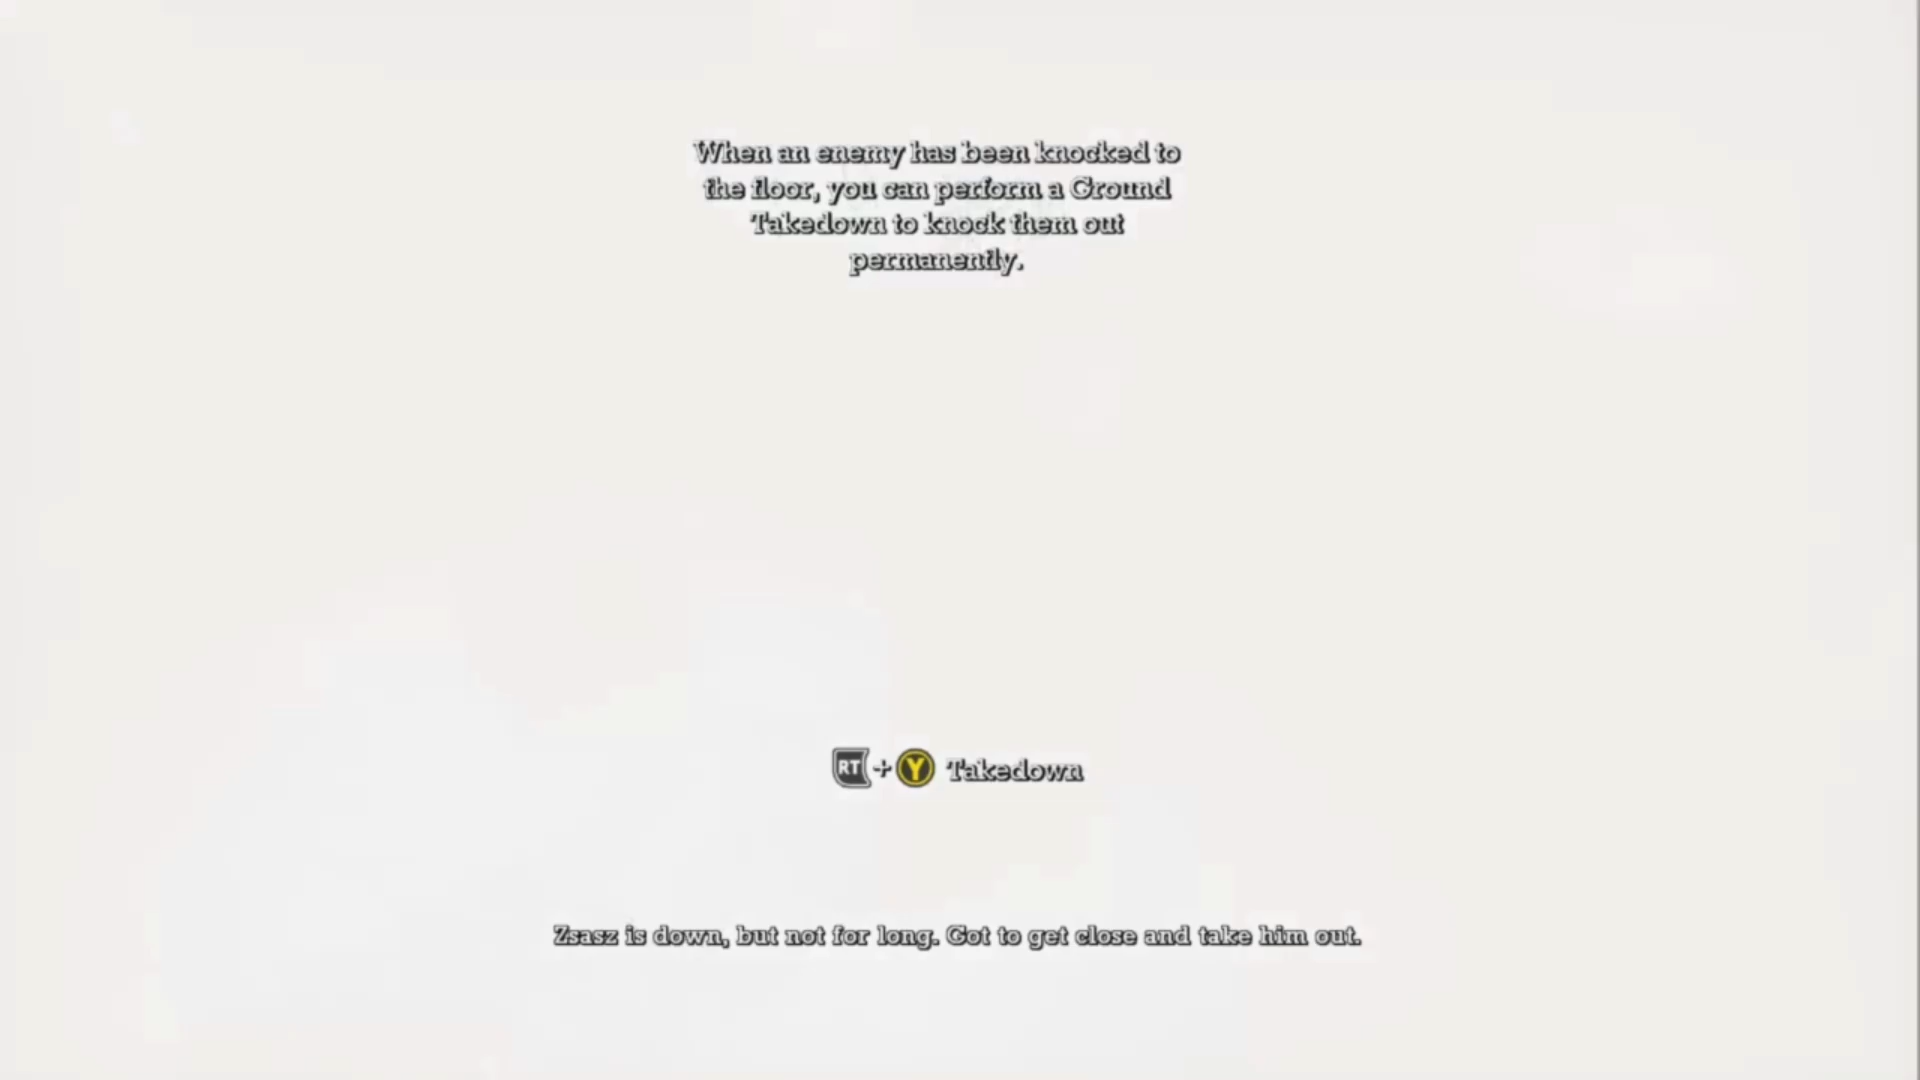 When an enemy has been knocked to
the floor, you can perform a Ground
Takedown to knock them out
permanently.
RT + Y Takedown
Zsasz is down, but not for long. Got to get close and take him out.